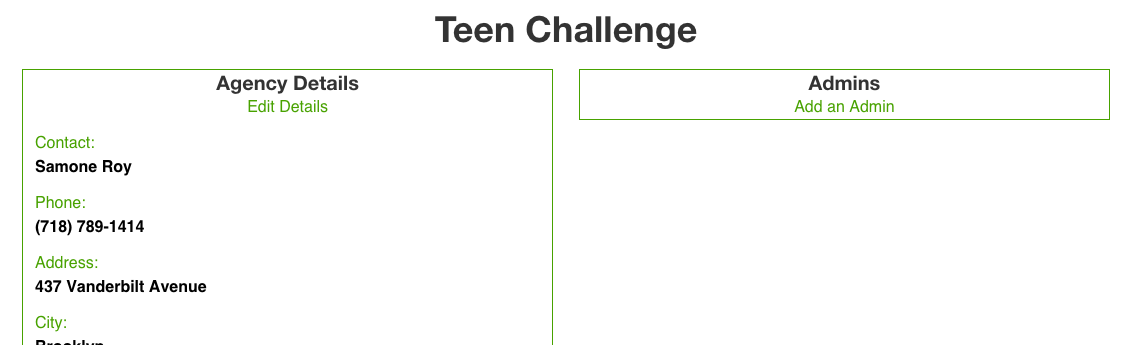 Teen Challenge
Agency Details
Edit Details
Contact:
Samone Roy
Phone:
(718) 789-1414
Address:
437 Vanderbilt Avenue
City:
Brooklyn
Admins
Add an Admin